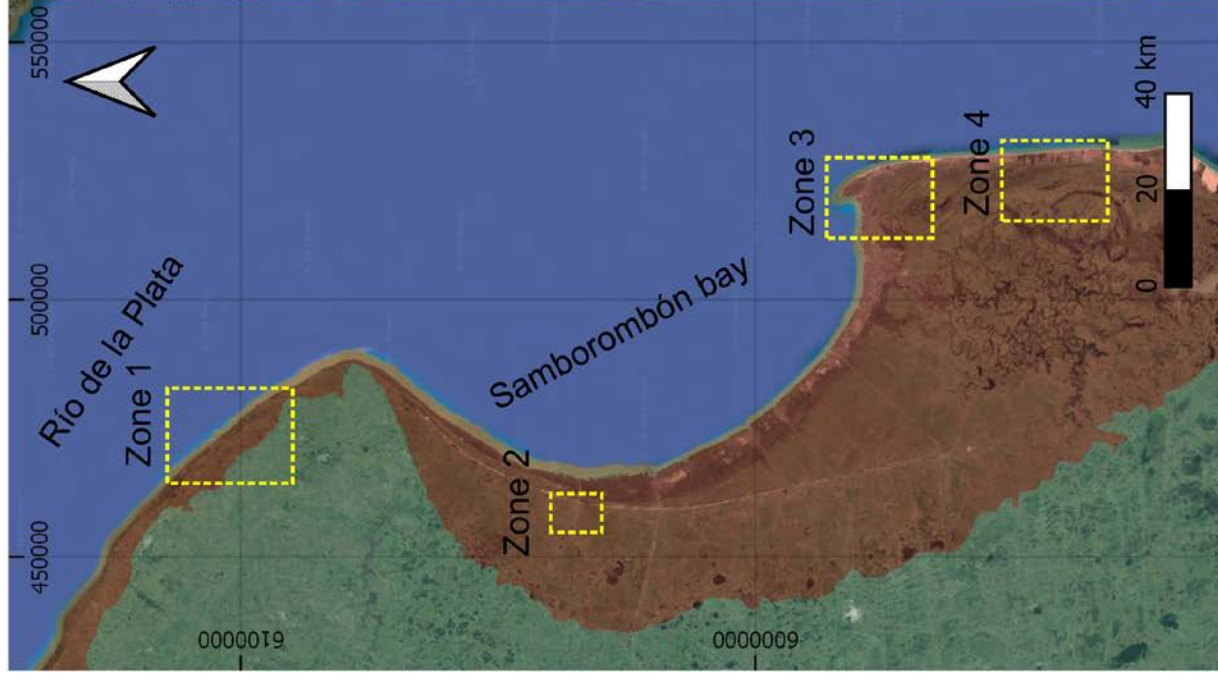 450000
500000
550000
Río de la Plata
Zone 1
6100000
Zone 2
Samborombón bay
6000000
Zone 3
Zone 4
0 20 40 km